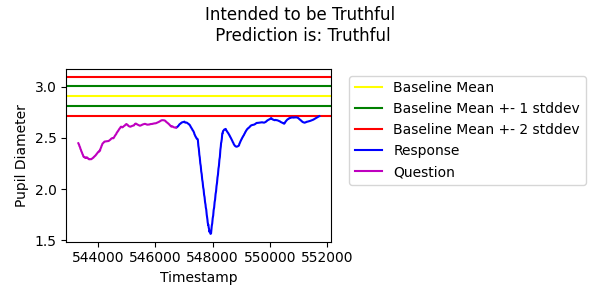 Intended to be Truthful
Prediction is: Truthful
Pupil Diameter
3.0
2.5
2.0
1.5
544000 546000 548000 550000 552000
Timestamp
Baseline Mean
Baseline Mean +- 1 stddev
Baseline Mean +- 2 stddev
Response
Question